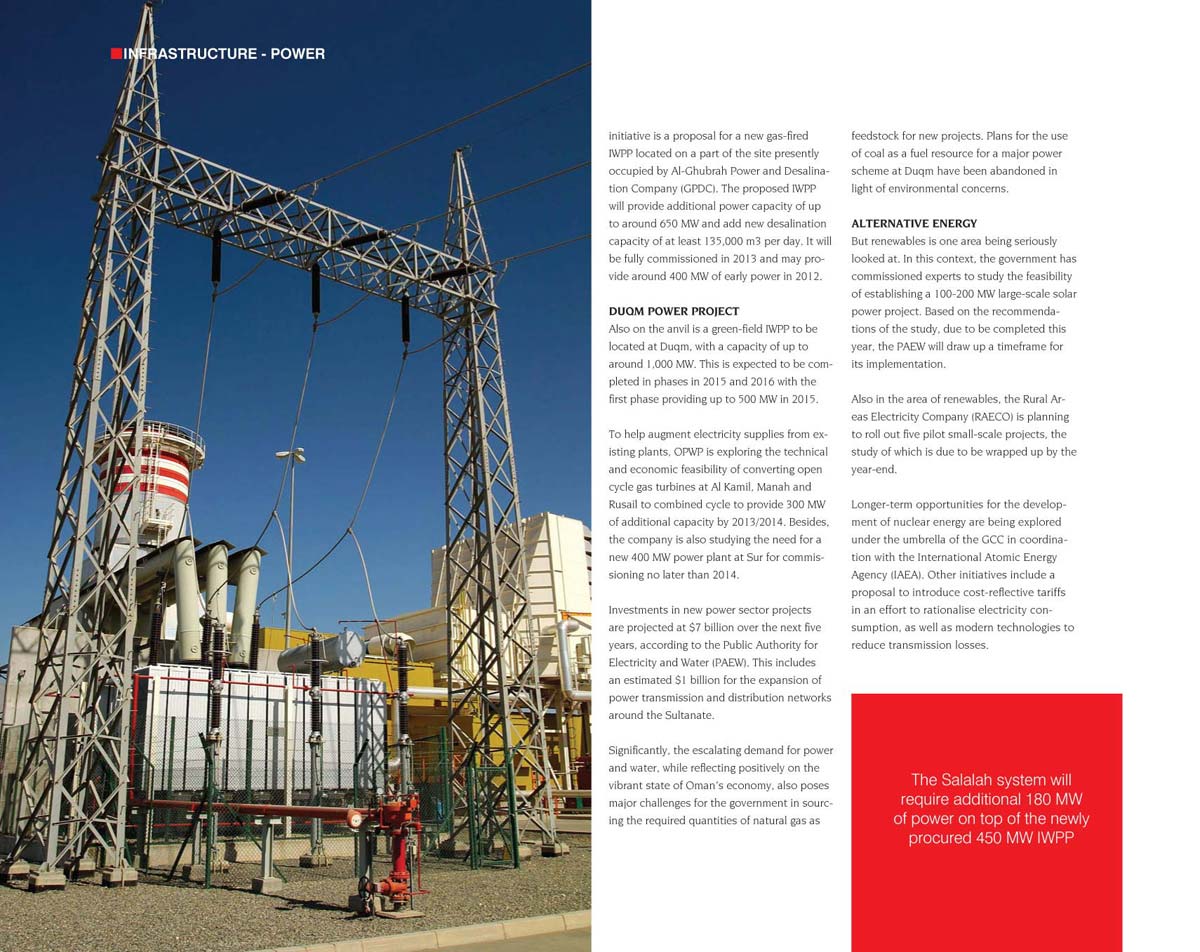 INFRASTRUCTURE - POWER
initiative is a proposal for a new gas-fired
IWPP located on a part of the site presently
occupied by Al-Ghubrah Power and Desalina-
tion Company (GPDC). The proposed IWPP
will provide additional power capacity of up
to around 650 MW and add new desalination
capacity of at least 135,000 m3 per day. It will
be fully commissioned in 2013 and may pro-
vide around 400 MW of early power in 2012.
DUQM POWER PROJECT
Also on the anvil is a green-field IWPP to be
located at Duqm, with a capacity of up to
around 1,000 MW. This is expected to be com-
pleted in phases in 2015 and 2016 with the
first phase providing up to 500 MW in 2015.
To help augment electricity supplies from ex-
isting plants, OPWP is exploring the technical
and economic feasibility of converting open
cycle gas turbines at Al Kamil, Manah and
Rusail to combined cycle to provide 300 MW
of additional capacity by 2013/2014. Besides,
the company is also studying the need for a
new 400 MW power plant at Sur for commis-
sioning no later than 2014.
Investments in new power sector projects
are projected at $7 billion over the next five
years, according to the Public Authority for
Electricity and Water (PAEW). This includes
an estimated $1 billion for the expansion of
power transmission and distribution networks
around the Sultanate.
Significantly, the escalating demand for power
and water, while reflecting positively on the
vibrant state of Oman's economy, also poses
major challenges for the government in sourc-
ing the required quantities of natural gas as
feedstock for new projects. Plans for the use
of coal as a fuel resource for a major power
scheme at Duqm have been abandoned in
light of environmental concerns.
ALTERNATIVE ENERGY
But renewables is one area being seriously
looked at. In this context, the government has
commissioned experts to study the feasibility
of establishing a 100-200 MW large-scale solar
power project. Based on the recommenda-
tions of the study, due to be completed this
year, the PAEW will draw up a timeframe for
its implementation.
Also in the area of renewables, the Rural Ar-
eas Electricity Company (RAECO) is planning
to roll out five pilot small-scale projects, the
study of which is due to be wrapped up by the
year-end.
Longer-term opportunities for the develop-
ment of nuclear energy are being explored
under the umbrella of the GCC in coordina-
tion with the International Atomic Energy
Agency (IAEA). Other initiatives include a
proposal to introduce cost-reflective tariffs
in an effort to rationalise electricity con-
sumption, as well as modern technologies to
reduce transmission losses.
The Salalah system will
require additional 180 MW
of power on top of the newly
procured 450 MW IWPP